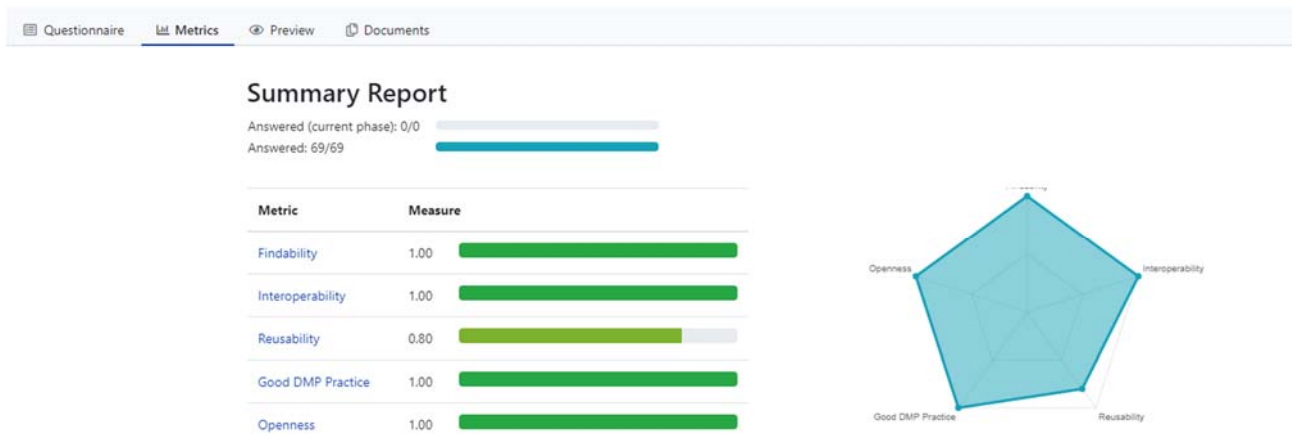 Questionnaire Metrics Preview Documents
Summary Report
Answered (current phase): 0/0
Answered: 69/69
Metric Measure
Findability 1.00
Interoperability 1.00
Reusability 0.80
Good DMP Practice 1.00
Openness 1.00
Openness
Interoperability
Good DMP Practice
Reusability